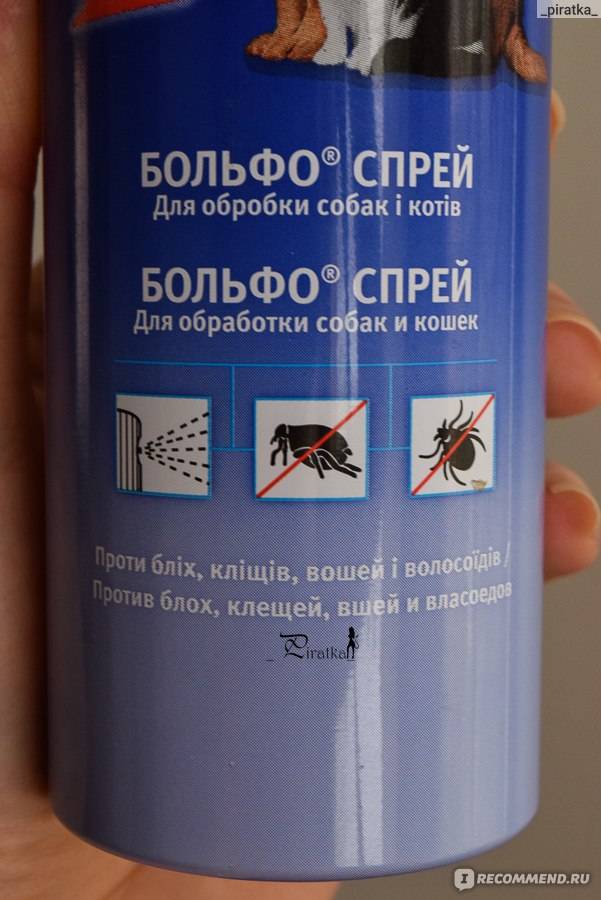 _piratka_
БОЛЬФО® СПРЕЙ
Для обробки собак і котів
БОЛЬФО® СПРЕЙ
Для обработки собак и кошек
Проти бліх, кліщів, вошей і волосоїдів /
Против блох, клещей, вшей и власоедов
_ Piratka_
I RECOMMEND.RU